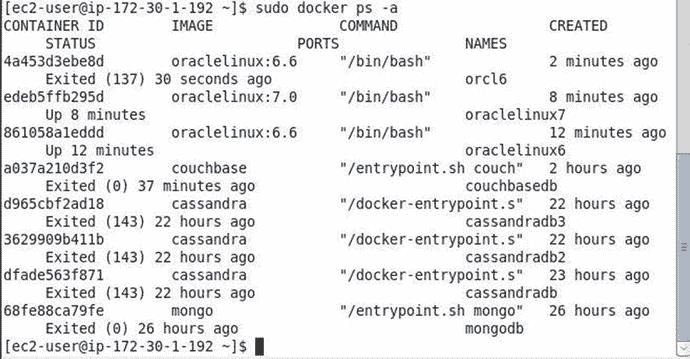 [ec2-user@ip-172-30-1-192 ~]$ sudo docker ps -a
CONTAINER ID        IMAGE               COMMAND                  CREATED
     STATUS                         PORTS               NAMES
4a453d3ebe8d        oraclelinux:6.6     "/bin/bash"              2 minutes ago
     Exited (137) 30 seconds ago                        orcl6
edeb5ffb295d        oraclelinux:7.0     "/bin/bash"              8 minutes ago
     Up 8 minutes                                       oraclelinux7
861058a1eddd        oraclelinux:6.6     "/bin/bash"              12 minutes ago
     Up 12 minutes                                      oraclelinux6
a037a210d3f2        couchbase           "/entrypoint.sh couch"   2 hours ago
     Exited (0) 37 minutes ago                          couchbasedb
d965cbf2ad18        cassandra           "/docker-entrypoint.s"   22 hours ago
     Exited (143) 22 hours ago                          cassandradb3
3629909b411b        cassandra           "/docker-entrypoint.s"   22 hours ago
     Exited (143) 22 hours ago                          cassandradb2
dfade563f871        cassandra           "/docker-entrypoint.s"   23 hours ago
     Exited (143) 22 hours ago                          cassandradb
68fe88ca79fe        mongo               "/entrypoint.sh mongo"   26 hours ago
     Exited (0) 26 hours ago                            mongodb
[ec2-user@ip-172-30-1-192 ~]$